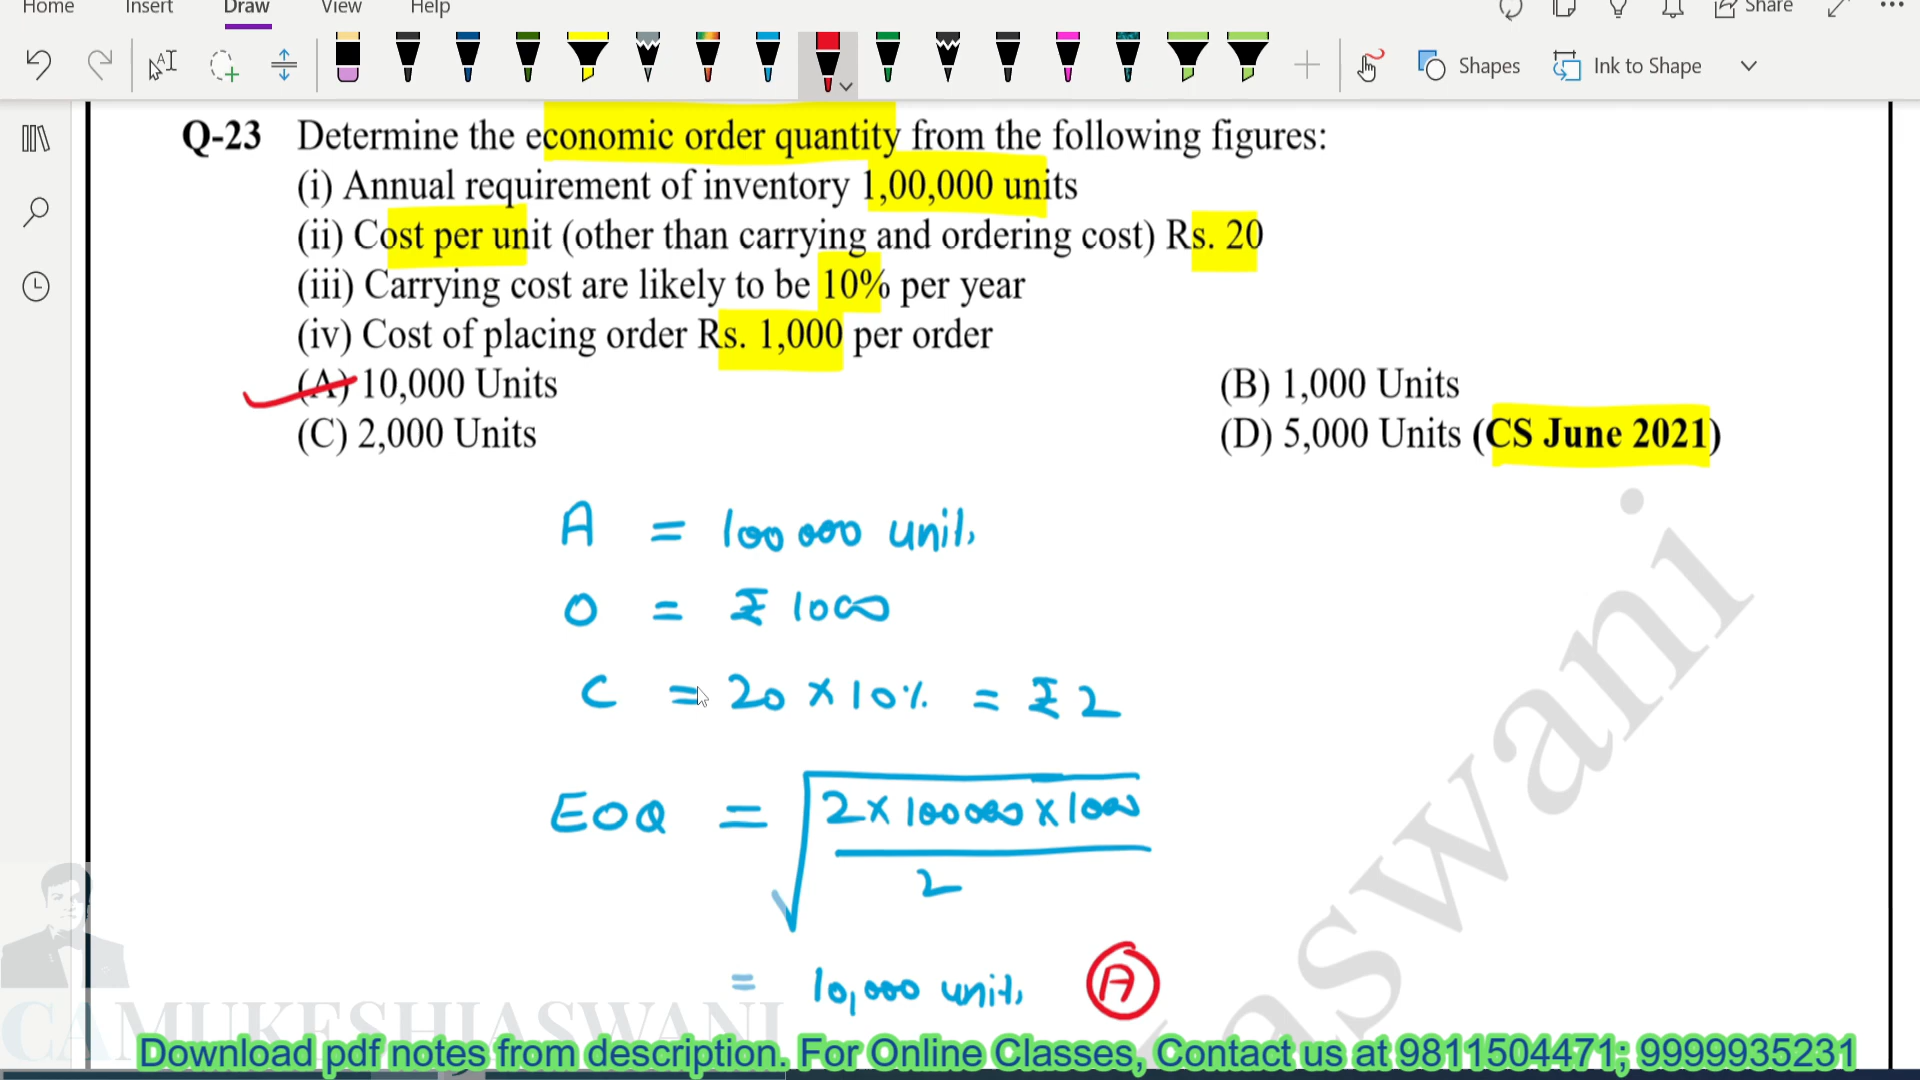 Home Insert Draw View Help Share
Shapes Ink to Shape
Q-23 Determine the economic order quantity from the following figures:
(i) Annual requirement of inventory 1,00,000 units
(ii) Cost per unit (other than carrying and ordering cost) Rs. 20
(iii) Carrying cost are likely to be 10% per year
(iv) Cost of placing order Rs. 1,000 per order
(A) 10,000 Units (B) 1,000 Units
(C) 2,000 Units (D) 5,000 Units (CS June 2021)
A = 100 000 units
O = ₹ 1000
C = 20 × 10% = ₹ 2
EOQ = √ 2 × 100000 × 1000
2
= 10,000 units A
aswani
CAMUKESHJASWANI
Download pdf notes from description. For Online Classes, Contact us at 9811504471; 9999935231